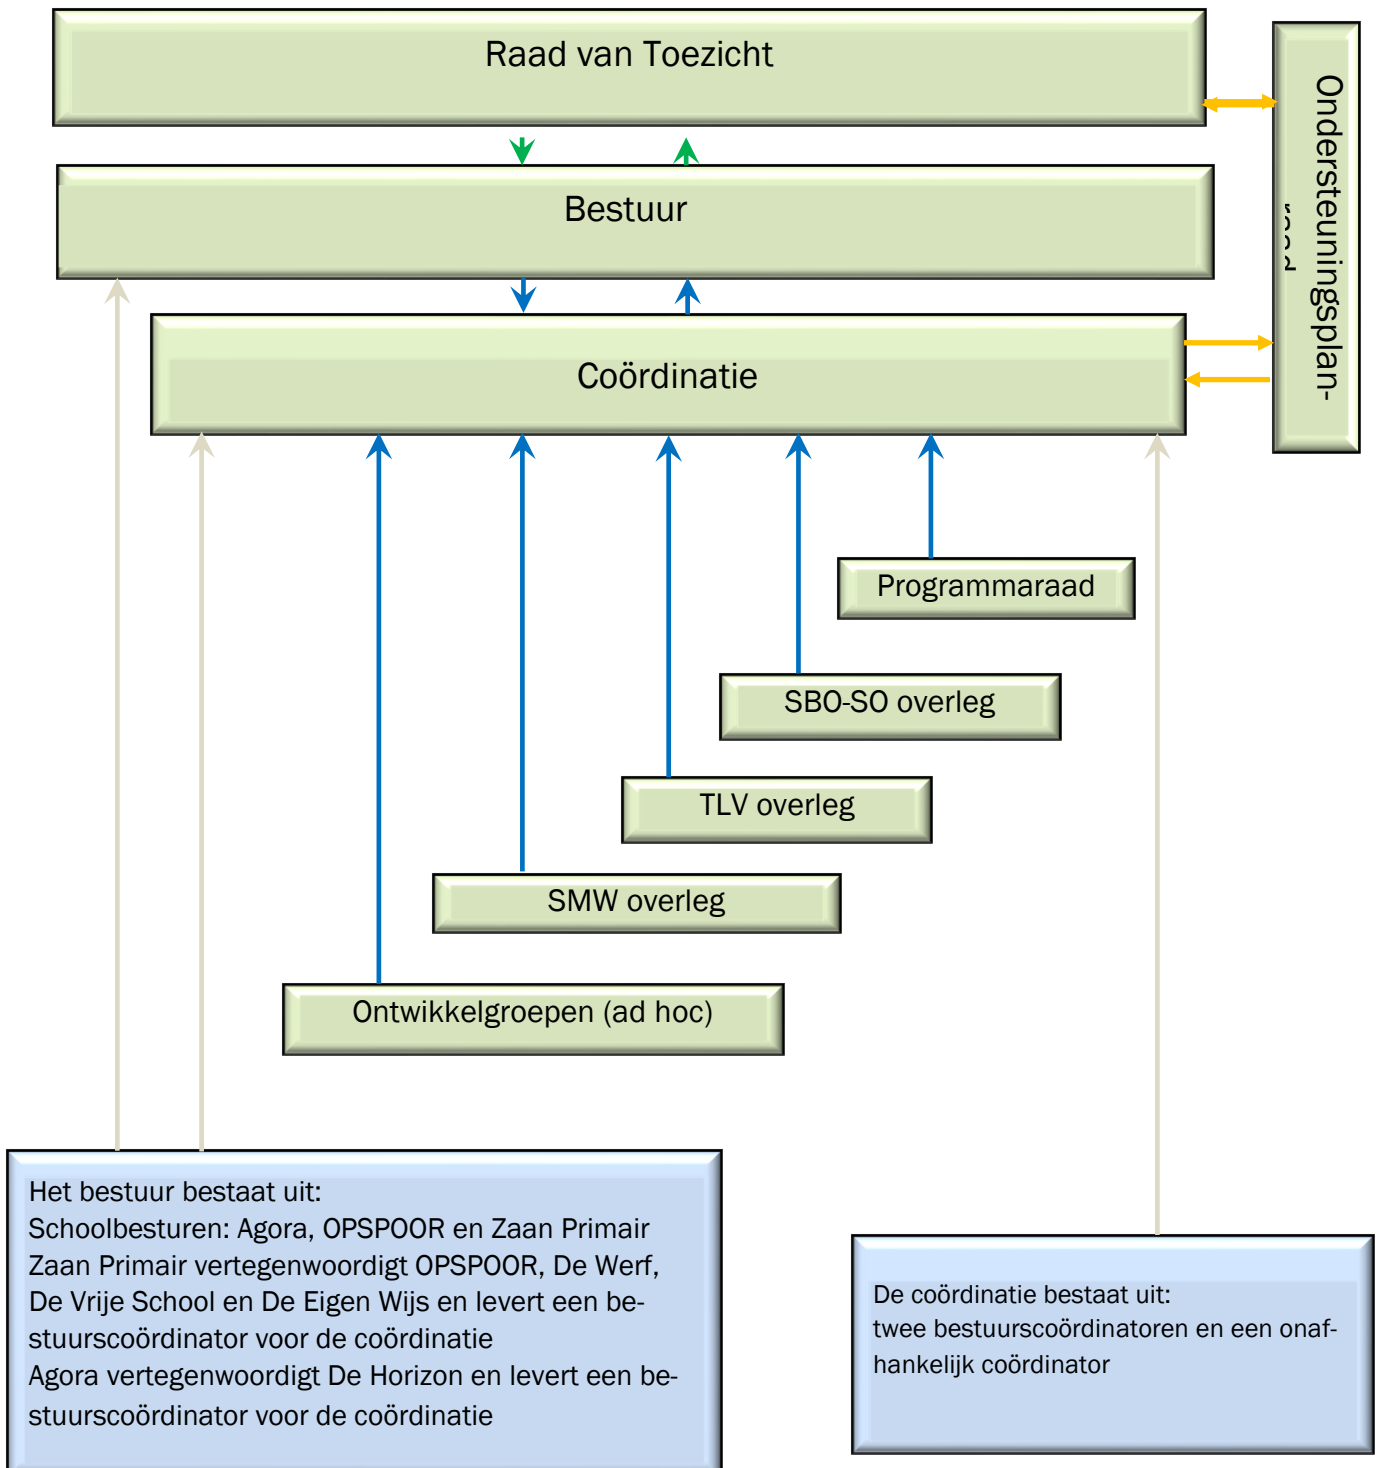 Raad van Toezicht
Ondersteuningsplan-
Bestuur
Coördinatie
Programmaraad
SBO-SO overleg
TLV overleg
SMW overleg
Ontwikkelgroepen (ad hoc)
Het bestuur bestaat uit:
Schoolbesturen: Agora, OPSPOOR en Zaan Primair
Zaan Primair vertegenwoordigt OPSPOOR, De Werf,
De Vrije School en De Eigen Wijs en levert een be-
stuurscoördinator voor de coördinatie
Agora vertegenwoordigt De Horizon en levert een be-
stuurscoördinator voor de coördinatie
De coördinatie bestaat uit:
twee bestuurscoördinatoren en een onaf-
hankelijk coördinator